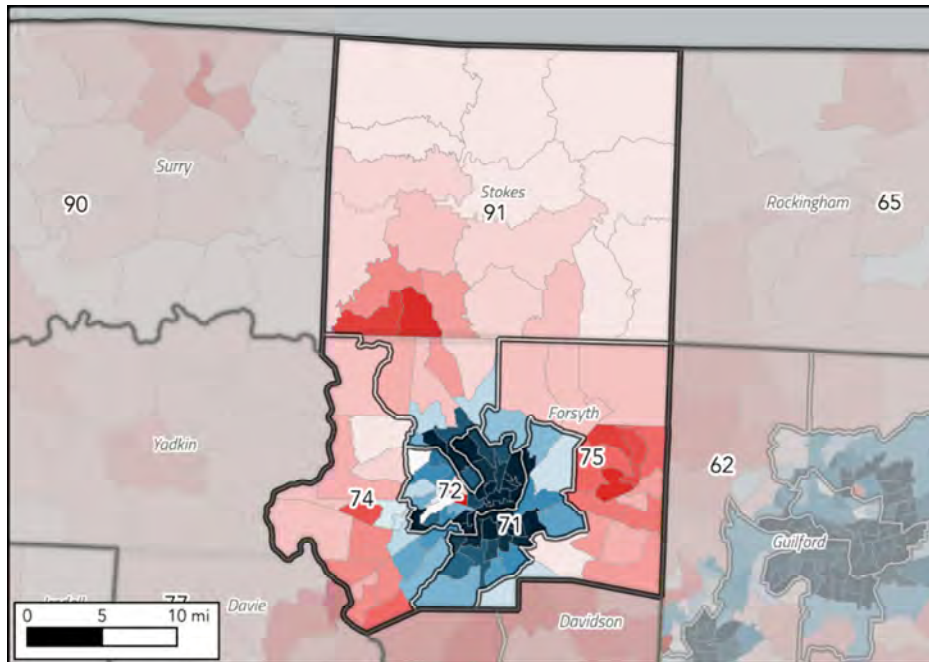 Surry
90
Stokes
91
Rockingham
65
Forsyth
Yadkin
75
62
72
74
71
Guilford
77
Davie
Davidson
0 5 10 mi